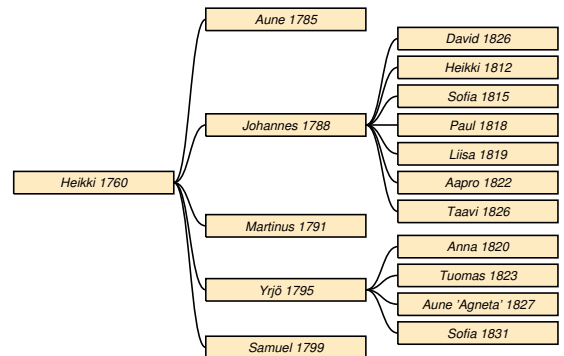 Heikki 1760
Aune 1785
Johannes 1788
David 1826
Heikki 1812
Sofia 1815
Paul 1818
Liisa 1819
Aapro 1822
Taavi 1826
Martinus 1791
Yrjö 1795
Anna 1820
Tuomas 1823
Aune 'Agneta' 1827
Sofia 1831
Samuel 1799